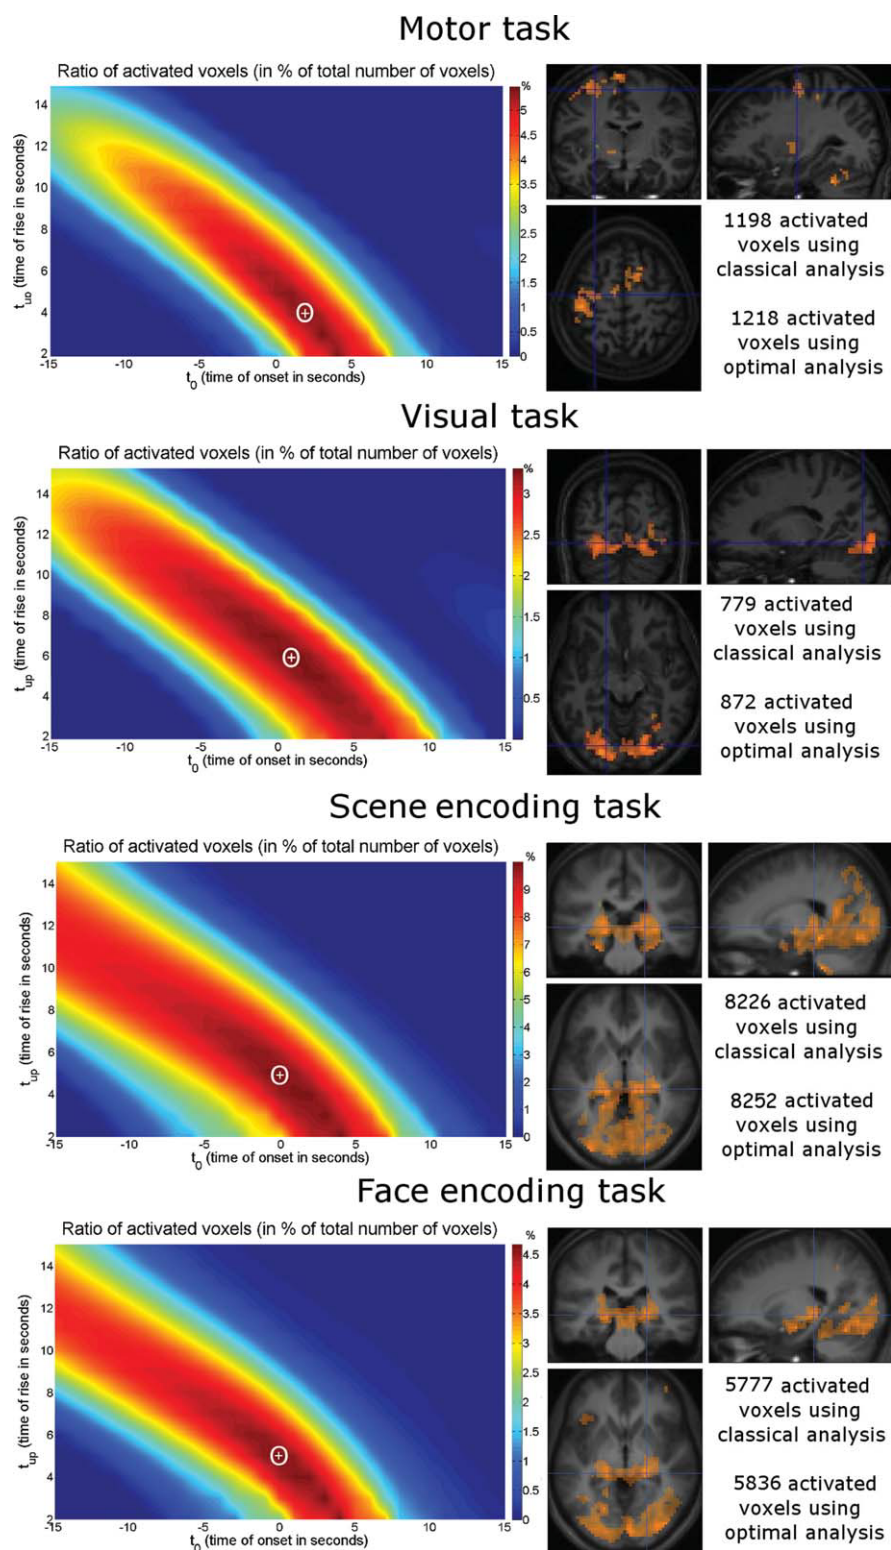 Motor task
Ratio of activated voxels (in % of total number of voxels)
%
14
12
10
8
6
4
2
t_up (time of rise in seconds)
-15 -10 -5 0 5 10 15
t_0 (time of onset in seconds)
5
4.5
4
3.5
3
2.5
2
1.5
1
0.5
0
1198 activated
voxels using
classical analysis
1218 activated
voxels using
optimal analysis
Visual task
Ratio of activated voxels (in % of total number of voxels)
%
14
12
10
8
6
4
2
t_up (time of rise in seconds)
-15 -10 -5 0 5 10 15
t_0 (time of onset in seconds)
3
2.5
2
1.5
1
0.5
779 activated
voxels using
classical analysis
872 activated
voxels using
optimal analysis
Scene encoding task
Ratio of activated voxels (in % of total number of voxels)
%
14
12
10
8
6
4
2
t_up (time of rise in seconds)
-15 -10 -5 0 5 10 15
t_0 (time of onset in seconds)
9
8
7
6
5
4
3
2
1
0
8226 activated
voxels using
classical analysis
8252 activated
voxels using
optimal analysis
Face encoding task
Ratio of activated voxels (in % of total number of voxels)
%
14
12
10
8
6
4
2
t_up (time of rise in seconds)
-15 -10 -5 0 5 10 15
t_0 (time of onset in seconds)
4.5
4
3.5
3
2.5
2
1.5
1
0.5
0
5777 activated
voxels using
classical analysis
5836 activated
voxels using
optimal analysis